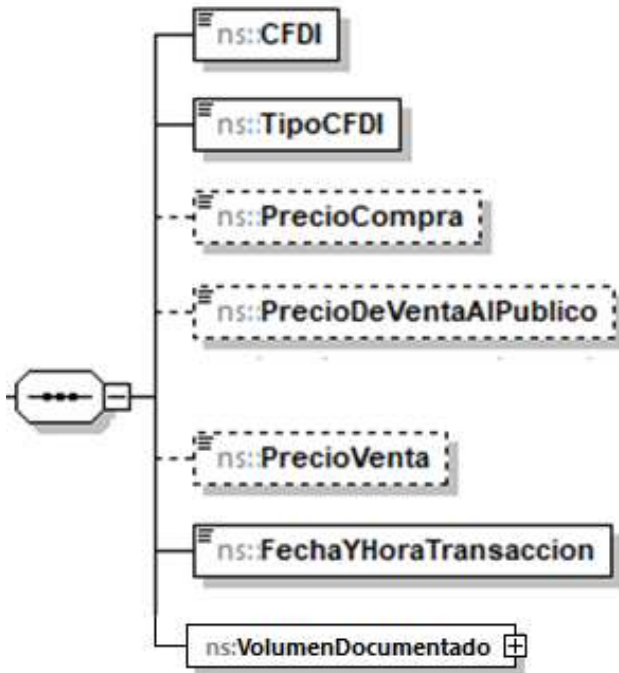 ns::CFDI
ns::TipoCFDI
ns::PrecioCompra
ns::PrecioDeVentaAlPublico
ns::PrecioVenta
ns::FechaYHoraTransaccion
ns:VolumenDocumentado